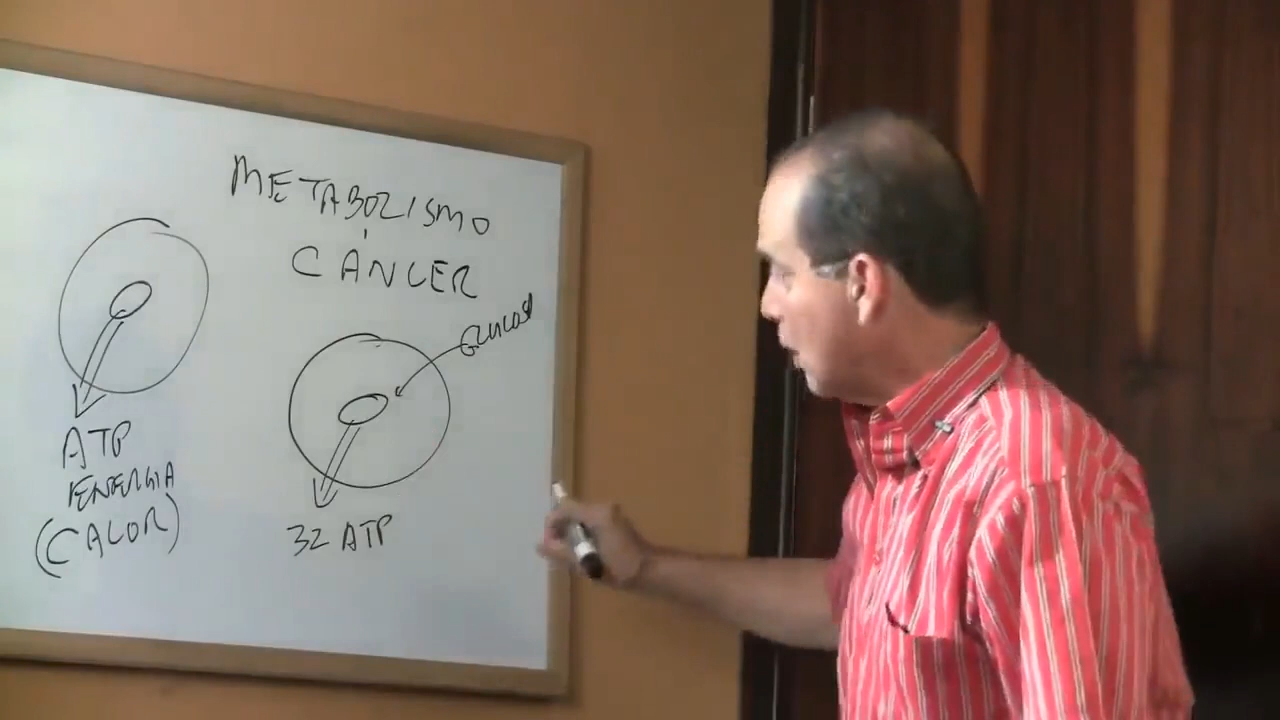 METABOLISMO
CÁNCER
GLUCOSA
ATP
ENERGIA
(CALOR)
32 ATP